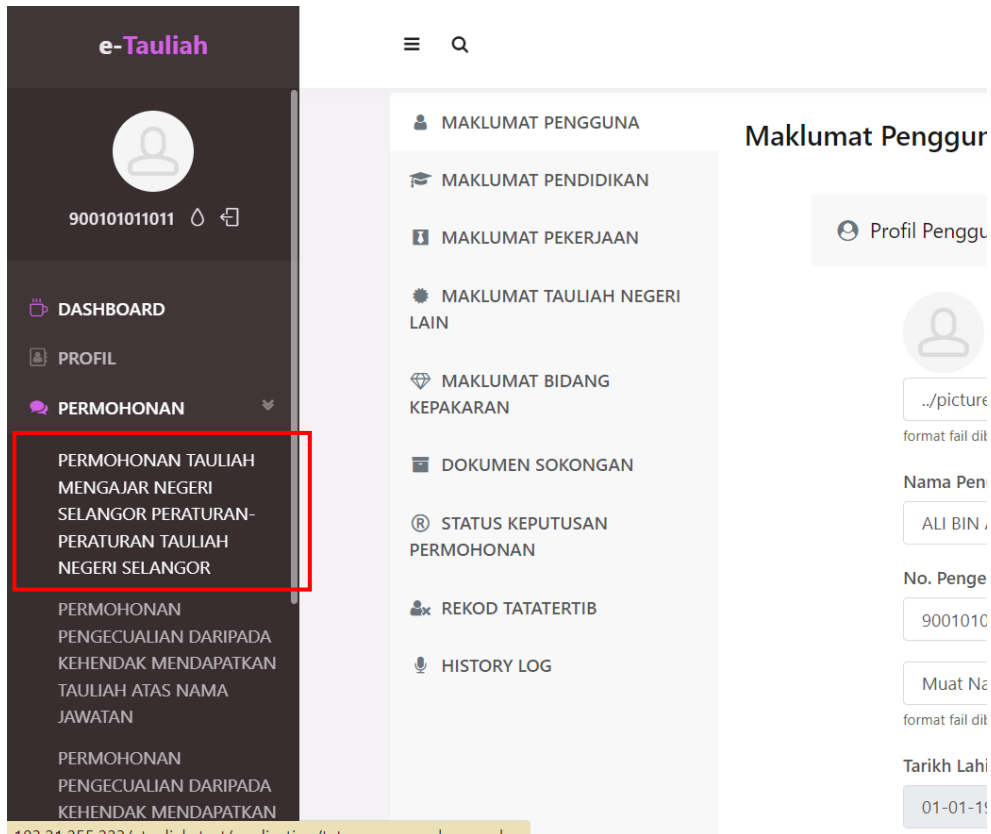 e-Tauliah
900101011011
DASHBOARD
PROFIL
PERMOHONAN
PERMOHONAN TAULIAH
MENGAJAR NEGERI
SELANGOR PERATURAN-
PERATURAN TAULIAH
NEGERI SELANGOR
PERMOHONAN
PENGECUALIAN DARIPADA
KEHENDAK MENDAPATKAN
TAULIAH ATAS NAMA
JAWATAN
PERMOHONAN
PENGECUALIAN DARIPADA
KEHENDAK MENDAPATKAN
MAKLUMAT PENGGUNA
MAKLUMAT PENDIDIKAN
MAKLUMAT PEKERJAAN
MAKLUMAT TAULIAH NEGERI
LAIN
MAKLUMAT BIDANG
KEPAKARAN
DOKUMEN SOKONGAN
STATUS KEPUTUSAN
PERMOHONAN
REKOD TATATERTIB
HISTORY LOG
Maklumat Penggun
Profil Penggu
../picture
format fail dib
Nama Pen
ALI BIN
No. Penge
9001010
Muat Na
format fail dib
Tarikh Lahi
01-01-19